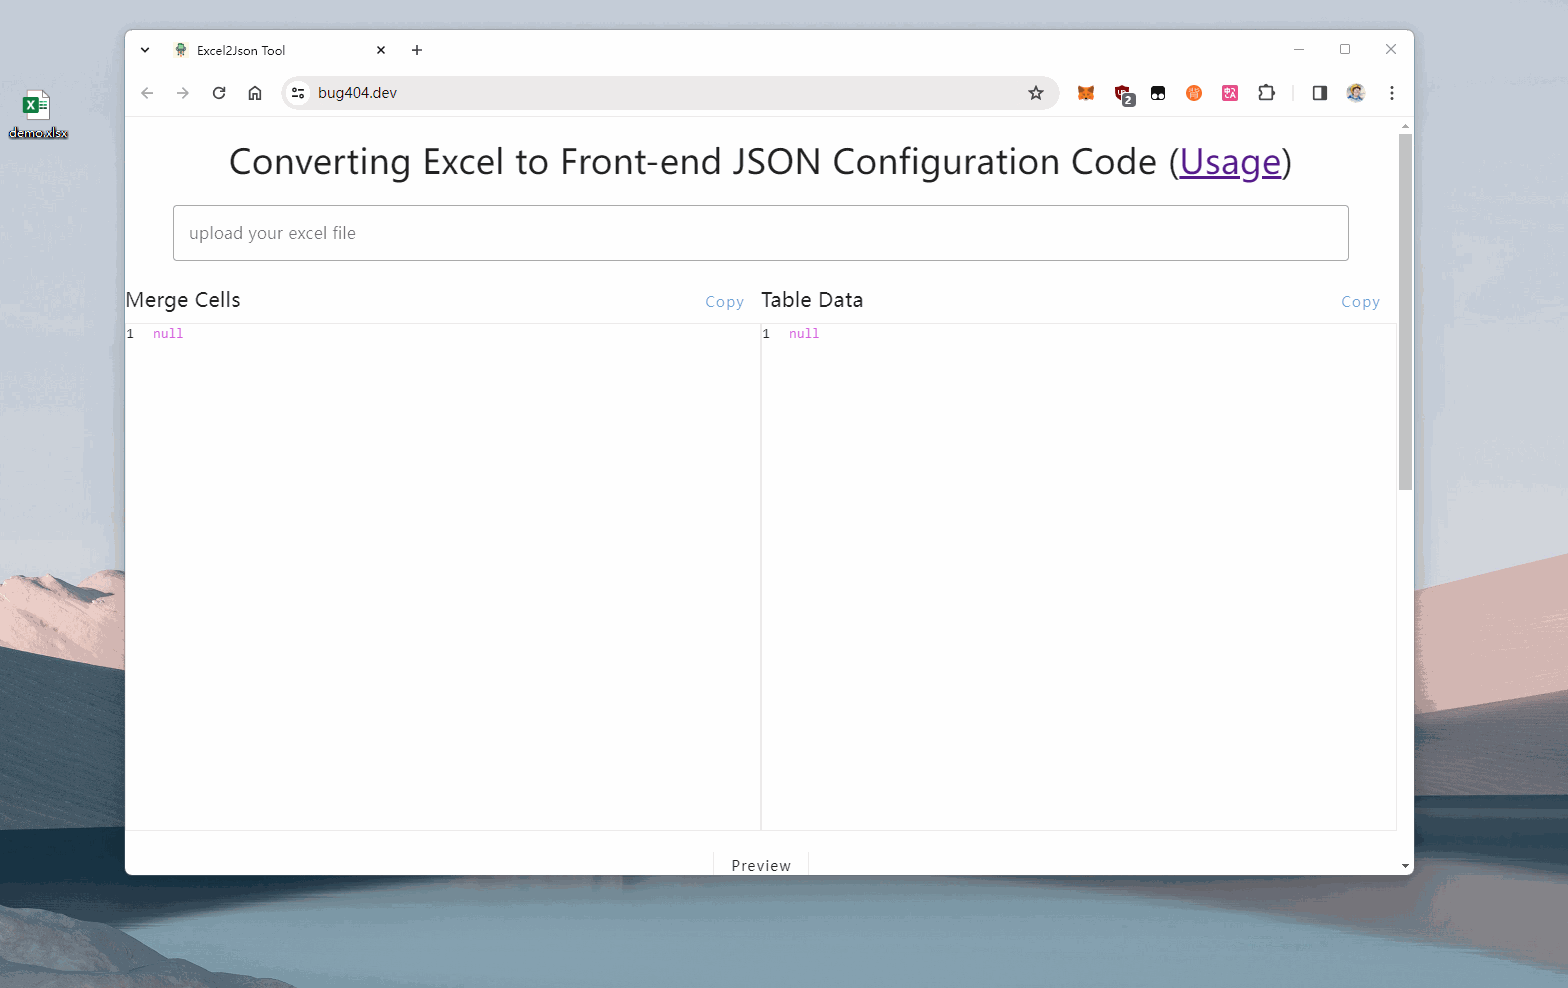 Excel2Json Tool
bug404.dev
2
demo.xlsx
Converting Excel to Front-end JSON Configuration Code (Usage)
upload your excel file
Merge Cells
Copy
Table Data
Copy
1 null
1 null
Preview